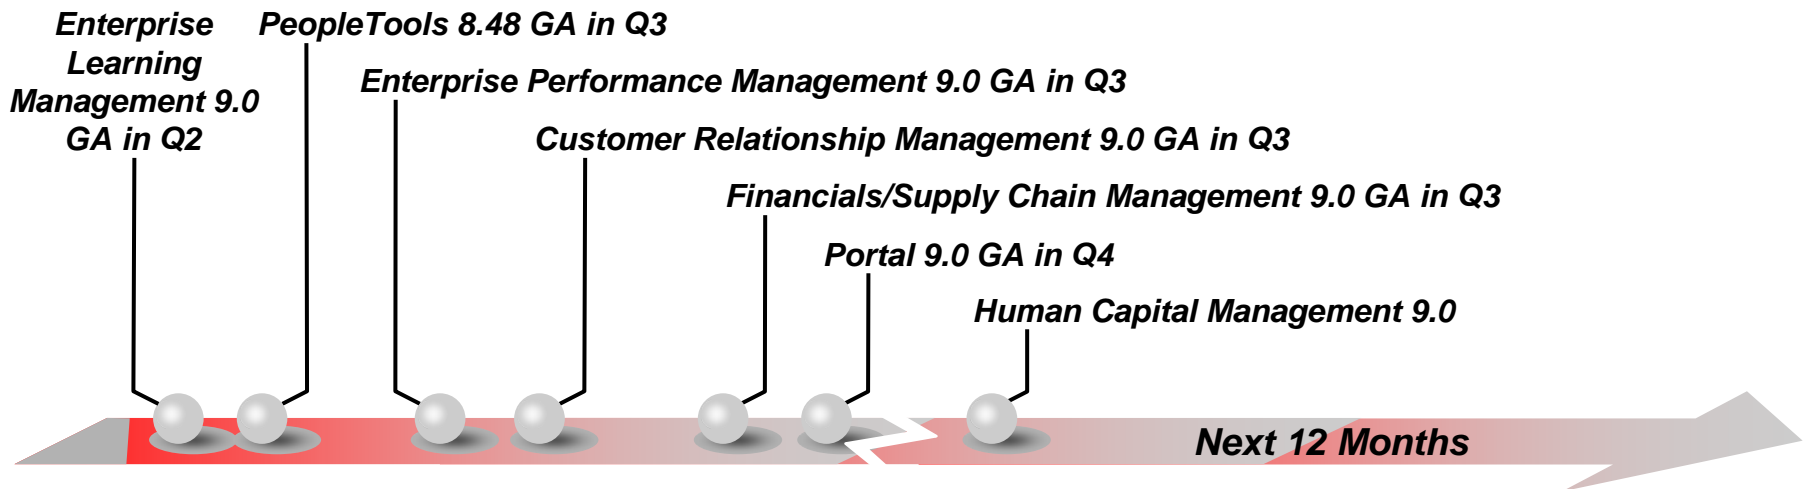 Enterprise
Learning
Management 9.0
GA in Q2
PeopleTools 8.48 GA in Q3
Enterprise Performance Management 9.0 GA in Q3
Customer Relationship Management 9.0 GA in Q3
Financials/Supply Chain Management 9.0 GA in Q3
Portal 9.0 GA in Q4
Human Capital Management 9.0
Next 12 Months